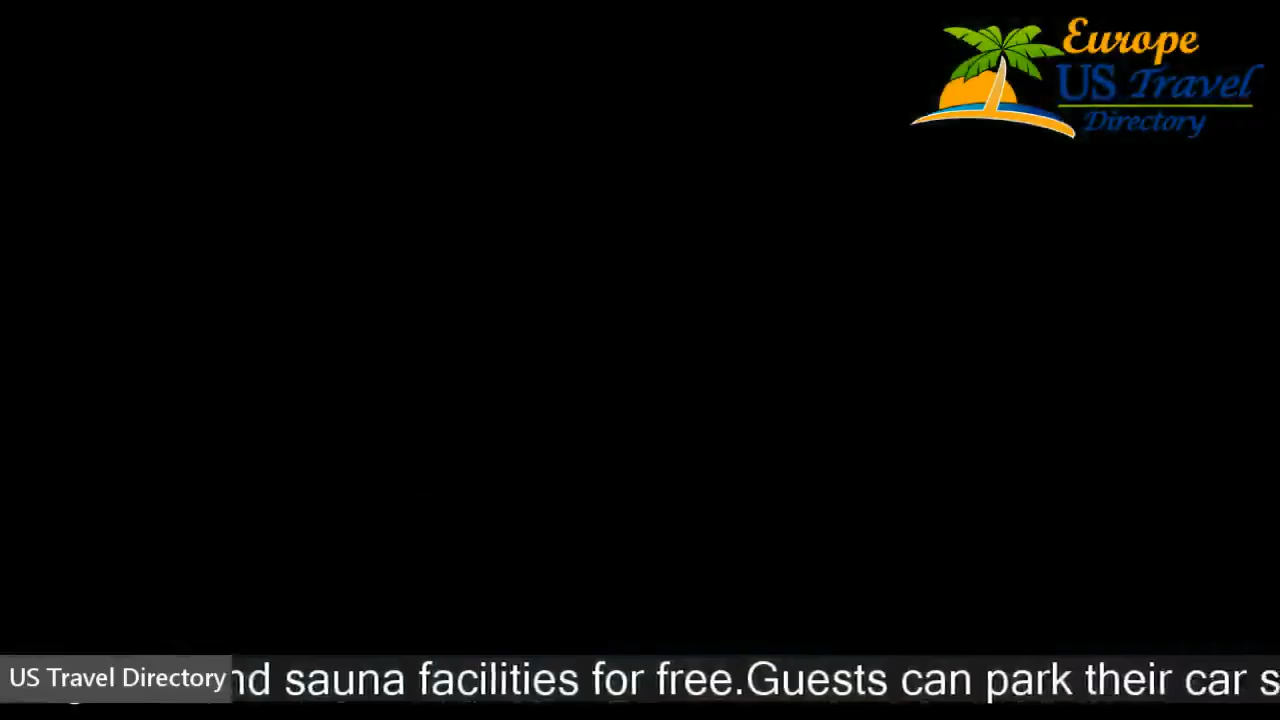 Europe
US Travel
Directory
US Travel Directory
nd sauna facilities for free.Guests can park their car s